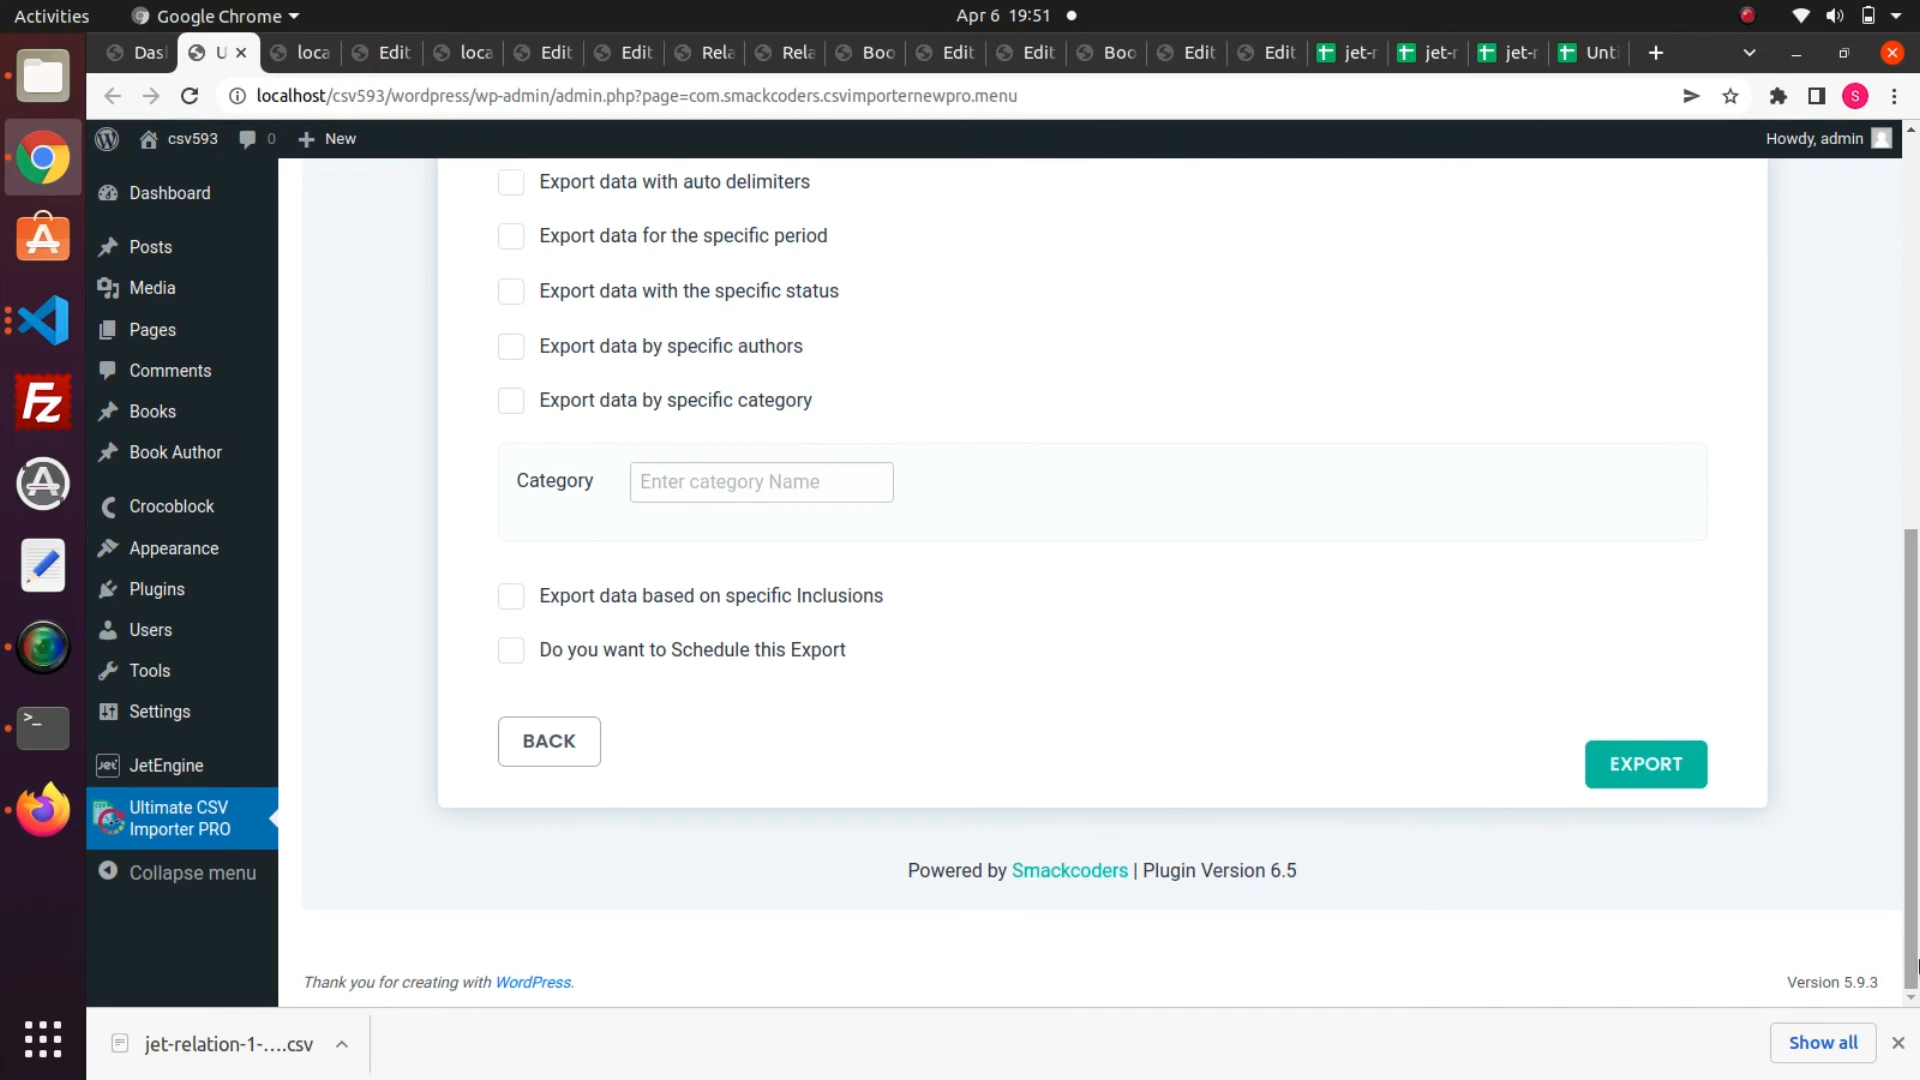 Activities
Google Chrome
Apr 6 19:51
Das
U
loca
Edit
loca
Edit
Edit
Rela
Rela
Boo
Edit
Edit
Boo
Edit
Edit
jet-r
jet-r
jet-r
Unti
localhost/csv593/wordpress/wp-admin/admin.php?page=com.smackcoders.csvimporternewpro.menu
S
csv593
0
New
Howdy, admin
Dashboard
Posts
Media
Pages
Comments
Books
Book Author
Crocoblock
Appearance
Plugins
Users
Tools
Settings
JetEngine
Ultimate CSV
Importer PRO
Collapse menu
Export data with auto delimiters
Export data for the specific period
Export data with the specific status
Export data by specific authors
Export data by specific category
Category
Enter category Name
Export data based on specific Inclusions
Do you want to Schedule this Export
BACK
EXPORT
Powered by Smackcoders | Plugin Version 6.5
Thank you for creating with WordPress.
Version 5.9.3
jet-relation-1-....csv
Show all